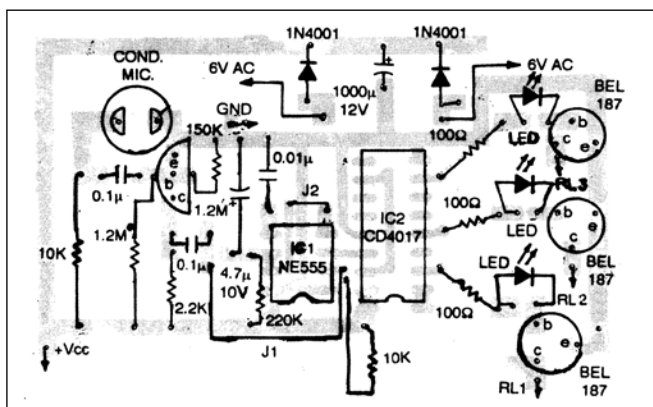 1N4001
1N4001
COND.
MIC.
6V AC
1000µ
12V
6V AC
BEL
187
GND
150K
0.01µ
100Ω
LED
b
c
e
e
b
c
0.1µ
1.2M
+
J2
IC2
CD4017
RL3
100Ω
LED
b
e
c
10K
1.2M
0.1µ
4.7µ
10V
IC1
NE555
LED
BEL
187
2.2K
220K
100Ω
RL2
b
e
c
+Vcc
J1
10K
RL1
BEL
187